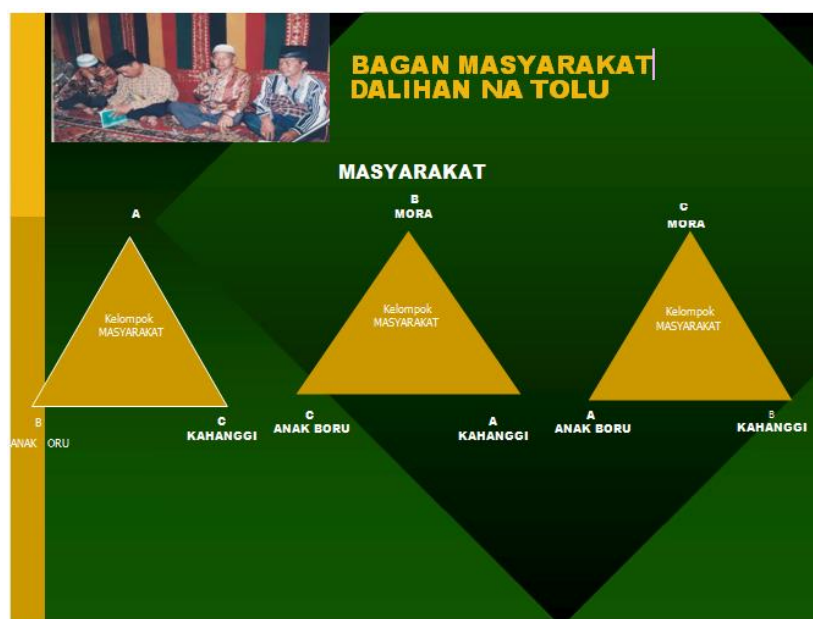 BAGAN MASYARAKAT
DALIHAN NA TOLU
MASYARAKAT
A
Kelompok
MASYARAKAT
B
ANAK ORU
C
KAHANGGI
B
MORA
Kelompok
MASYARAKAT
C
ANAK BORU
A
KAHANGGI
C
MORA
Kelompok
MASYARAKAT
A
ANAK BORU
B
KAHANGGI